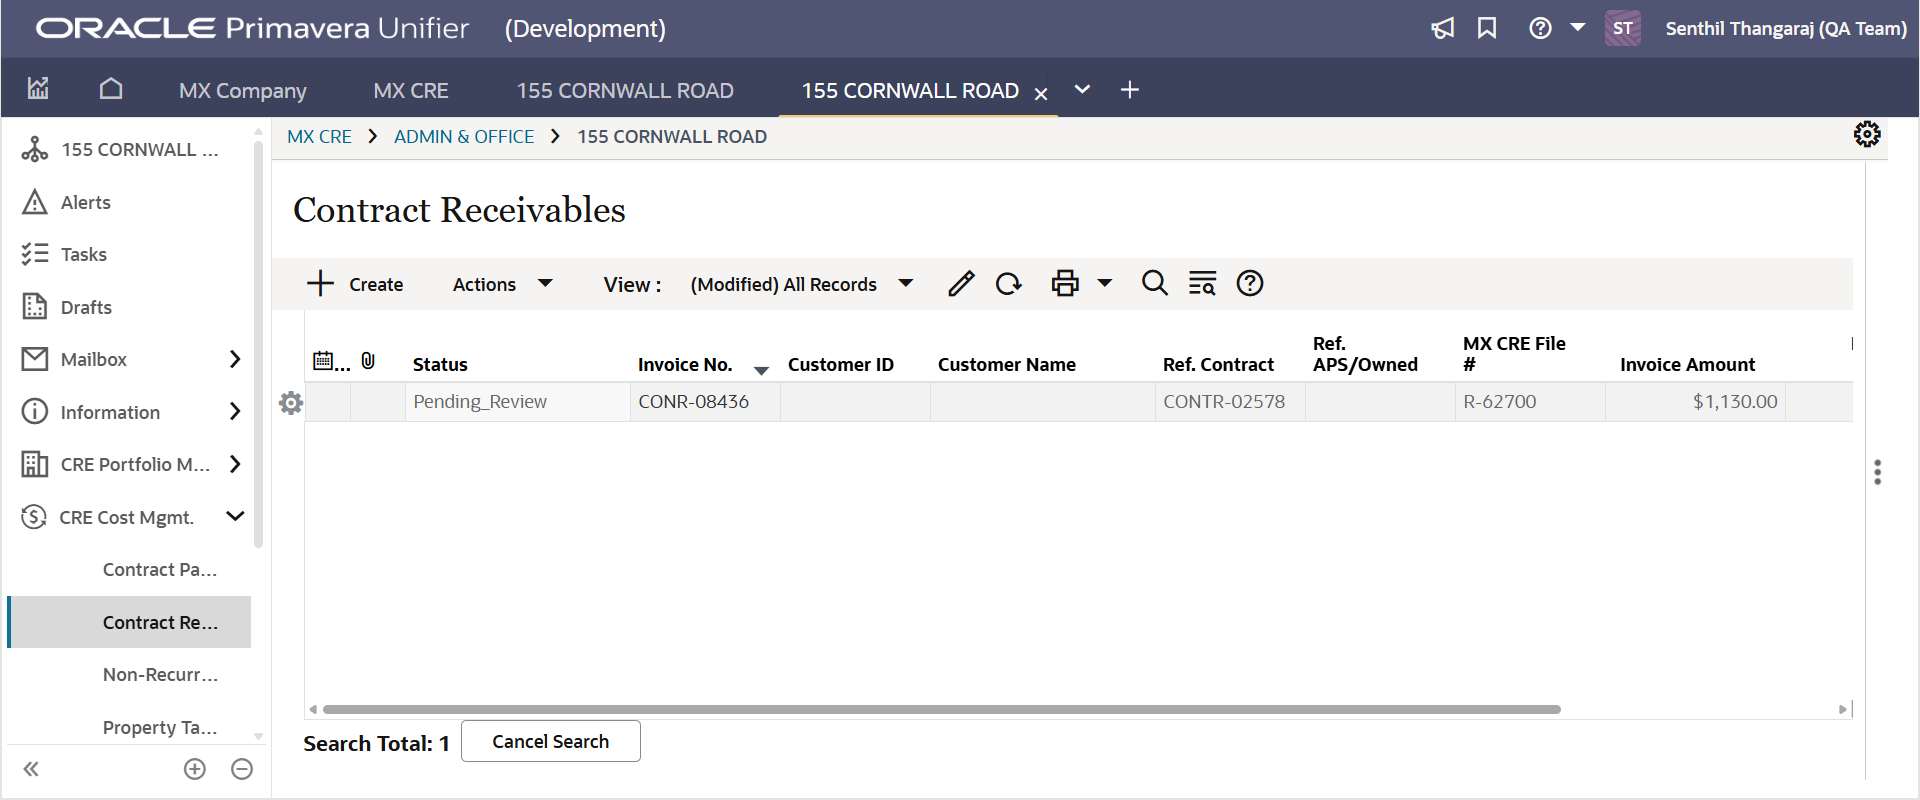 ORACLE Primavera Unifier (Development)
ST Senthil Thangaraj (QA Team)
MX Company MX CRE 155 CORNWALL ROAD 155 CORNWALL ROAD
155 CORNWALL ...
Alerts
Tasks
Drafts
Mailbox
Information
CRE Portfolio M...
CRE Cost Mgmt.
Contract Pa...
Contract Re...
Non-Recurr...
Property Ta...
MX CRE > ADMIN & OFFICE > 155 CORNWALL ROAD
Contract Receivables
Create Actions View : (Modified) All Records
... Status Invoice No. Customer ID Customer Name Ref. Contract Ref. APS/Owned MX CRE File # Invoice Amount
Pending_Review CONR-08436 CONTR-02578 R-62700 $1,130.00
Search Total: 1 Cancel Search